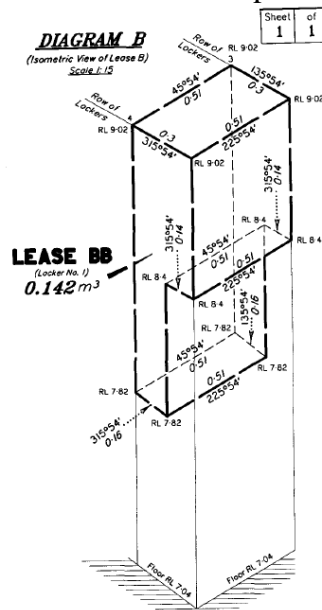 Sheet of
1 1
DIAGRAM B
(Isometric View of Lease B)
Scale 1:15
Row of Lockers
3
RL 9·02
45°54'
0·51
135°54'
0·3
Row of Lockers
4
RL 9·02
RL 9·02
0·3
315°54'
0·51
225°54'
RL 9·02
315°54'
0·14
315°54'
0·14
45°54'
0·51
RL 8·4
RL 8·4
LEASE BB
(Locker No. 1)
0.142m³
RL 8·4
0·51
225°54'
RL 8·4
135°54'
0·16
RL 7·82
45°54'
0·51
RL 7·82
0·51
225°54'
RL 7·82
RL 7·82
315°54'
0·16
Floor RL 7·04
Floor RL 7·04